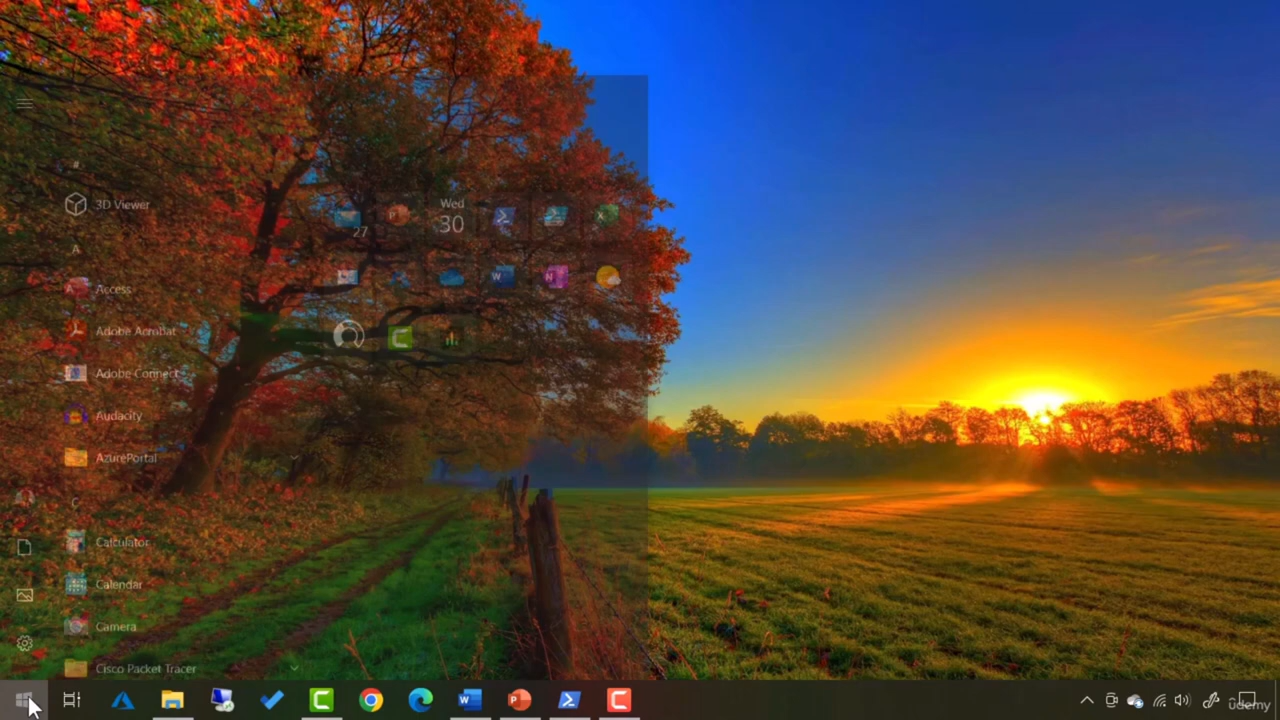 #
3D Viewer
A
Access
Adobe Acrobat
Adobe Connect
Audacity
AzurePortal
C
Calculator
Calendar
Camera
Cisco Packet Tracer
27
Wed
30
udemy